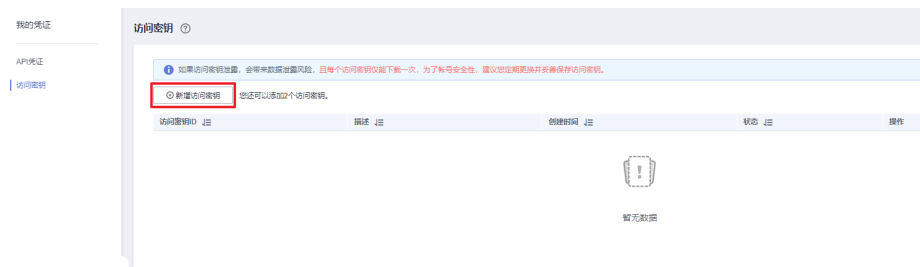 我的凭证
访问密钥
API凭证
访问密钥
如果访问密钥泄露，会带来数据泄露风险，且每个访问密钥仅能下载一次，为了帐号安全性，建议您定期更换并妥善保存访问密钥。
新增访问密钥 您还可以添加2个访问密钥。
访问密钥ID 描述 创建时间 状态 操作
暂无数据